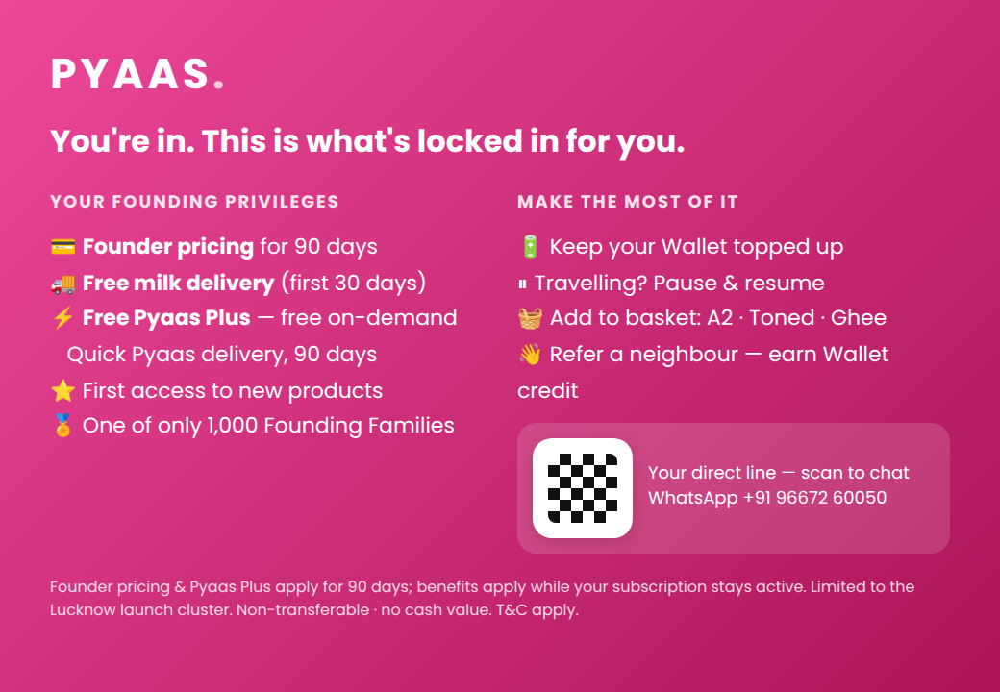 PYAAS.
You're in. This is what's locked in for you.
YOUR FOUNDING PRIVILEGES
💳 Founder pricing for 90 days
🚚 Free milk delivery (first 30 days)
⚡ Free Pyaas Plus — free on-demand
Quick Pyaas delivery, 90 days
⭐ First access to new products
🏅 One of only 1,000 Founding Families
MAKE THE MOST OF IT
🔋 Keep your Wallet topped up
⏸ Travelling? Pause & resume
🧺 Add to basket: A2 · Toned · Ghee
👋 Refer a neighbour — earn Wallet
credit
Your direct line — scan to chat
WhatsApp +91 96672 60050
Founder pricing & Pyaas Plus apply for 90 days; benefits apply while your subscription stays active. Limited to the
Lucknow launch cluster. Non-transferable · no cash value. T&C apply.